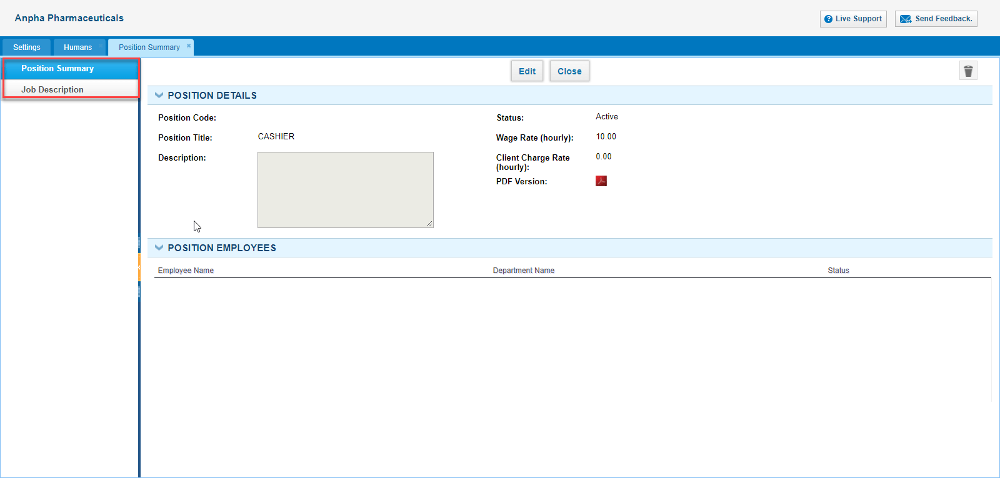 Anpha Pharmaceuticals
Live Support
Send Feedback.
Settings
Humans
Position Summary
Position Summary
Job Description
Edit
Close
POSITION DETAILS
Position Code:
Status:
Active
Position Title:
CASHIER
Wage Rate (hourly):
10.00
Description:
Client Charge Rate
(hourly):
0.00
PDF Version:
POSITION EMPLOYEES
Employee Name
Department Name
Status